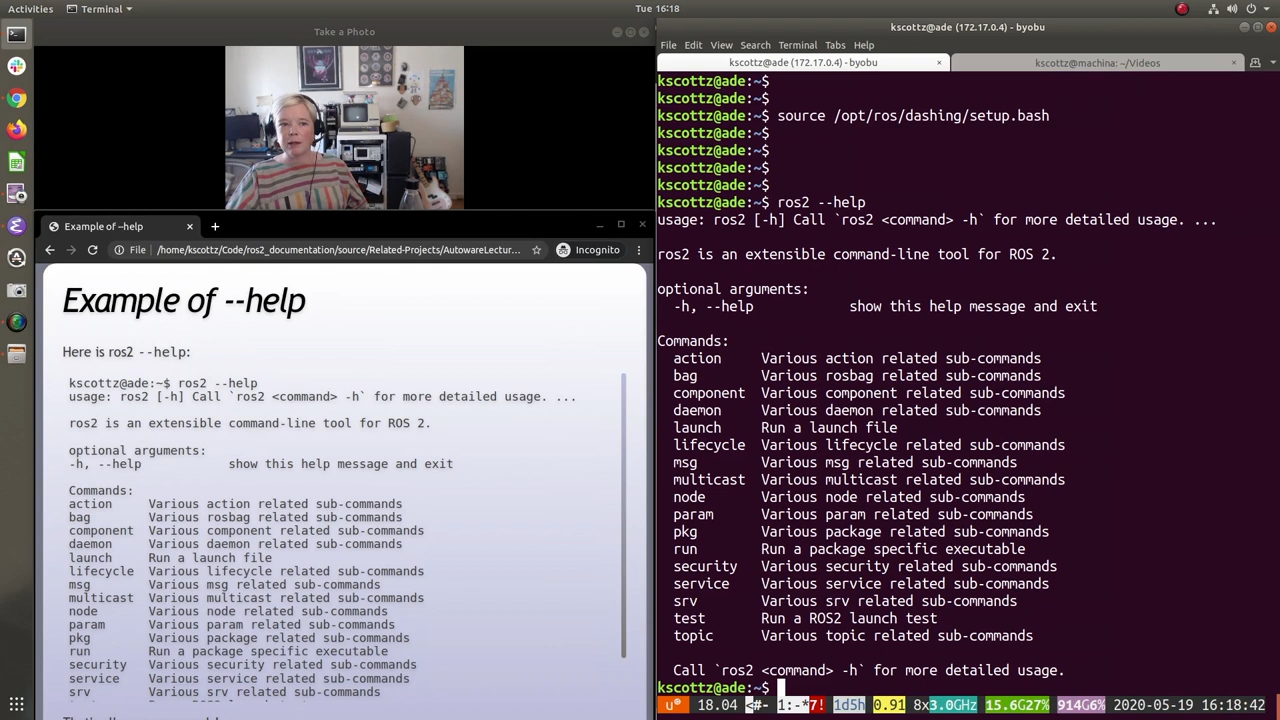 Activities
Terminal
Tue 16:18
Take a Photo
Example of --help
File
/home/kscottz/Code/ros2_documentation/source/Related-Projects/AutowareLectur...
Incognito
Example of --help
Here is ros2 --help:
kscottz@ade:~$ ros2 --help
usage: ros2 [-h] Call `ros2 <command> -h` for more detailed usage. ...
ros2 is an extensible command-line tool for ROS 2.
optional arguments:
-h, --help show this help message and exit
Commands:
action Various action related sub-commands
bag Various rosbag related sub-commands
component Various component related sub-commands
daemon Various daemon related sub-commands
launch Run a launch file
lifecycle Various lifecycle related sub-commands
msg Various msg related sub-commands
multicast Various multicast related sub-commands
node Various node related sub-commands
param Various param related sub-commands
pkg Various package related sub-commands
run Run a package specific executable
security Various security related sub-commands
service Various service related sub-commands
srv Various srv related sub-commands
kscottz@ade (172.17.0.4) - byobu
File Edit View Search Terminal Tabs Help
kscottz@ade (172.17.0.4) - byobu
kscottz@machina: ~/Videos
kscottz@ade:~$
kscottz@ade:~$
kscottz@ade:~$ source /opt/ros/dashing/setup.bash
kscottz@ade:~$
kscottz@ade:~$
kscottz@ade:~$
kscottz@ade:~$
kscottz@ade:~$ ros2 --help
usage: ros2 [-h] Call `ros2 <command> -h` for more detailed usage. ...
ros2 is an extensible command-line tool for ROS 2.
optional arguments:
-h, --help show this help message and exit
Commands:
action Various action related sub-commands
bag Various rosbag related sub-commands
component Various component related sub-commands
daemon Various daemon related sub-commands
launch Run a launch file
lifecycle Various lifecycle related sub-commands
msg Various msg related sub-commands
multicast Various multicast related sub-commands
node Various node related sub-commands
param Various param related sub-commands
pkg Various package related sub-commands
run Run a package specific executable
security Various security related sub-commands
service Various service related sub-commands
srv Various srv related sub-commands
test Run a ROS2 launch test
topic Various topic related sub-commands
Call `ros2 <command> -h` for more detailed usage.
kscottz@ade:~$
u 18.04 <#- 1:-*7! 1d5h 0.91 8x3.0GHz 15.6G27% 914G6% 2020-05-19 16:18:42